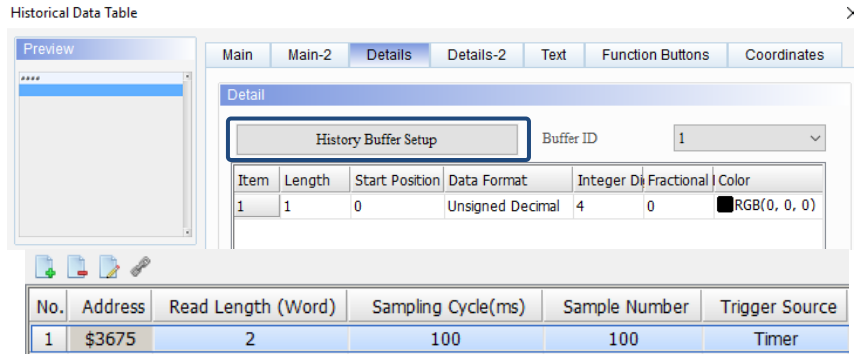 Historical Data Table
Preview
####
Main Main-2 Details Details-2 Text Function Buttons Coordinates
Detail
History Buffer Setup Buffer ID 1
Item Length Start Position Data Format Integer Di Fractional Color
1 1 0 Unsigned Decimal 4 0 RGB(0, 0, 0)
No. Address Read Length (Word) Sampling Cycle(ms) Sample Number Trigger Source
1 $3675 2 100 100 Timer